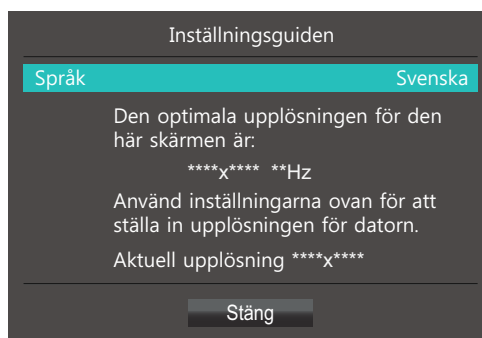 Inställningsguiden
Språk Svenska
Den optimala upplösningen för den
här skärmen är:
****x**** **Hz
Använd inställningarna ovan för att
ställa in upplösningen för datorn.
Aktuell upplösning ****x****
Stäng